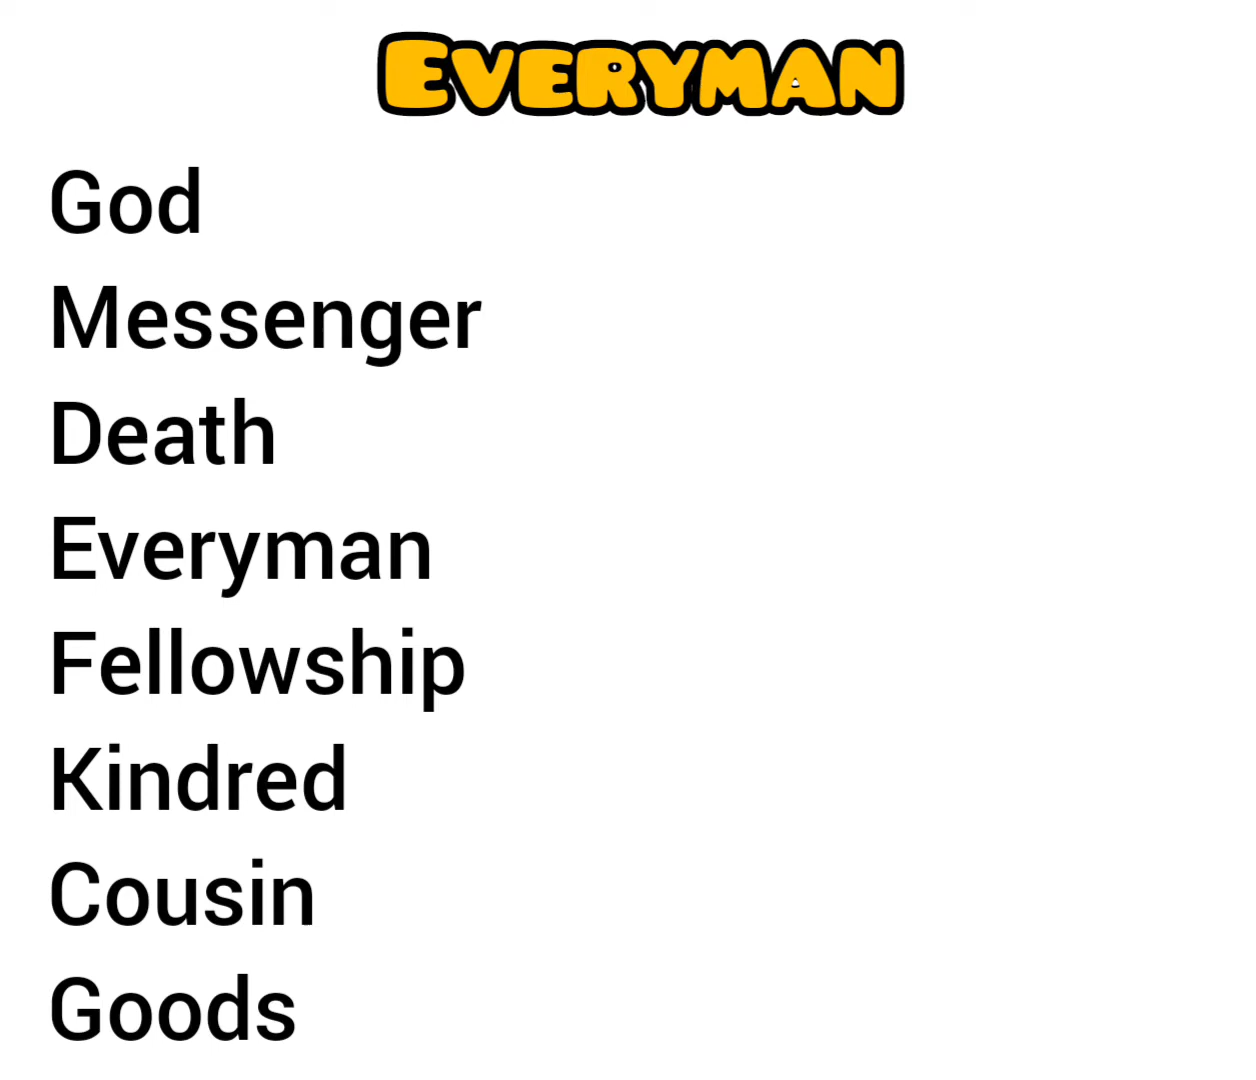 Everyman
God
Messenger
Death
Everyman
Fellowship
Kindred
Cousin
Goods